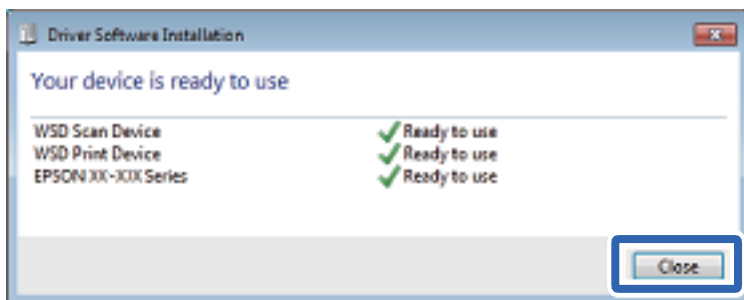 Driver Software Installation
Your device is ready to use
WSD Scan Device Ready to use
WSD Print Device Ready to use
EPSON XX-XXX Series Ready to use
Close